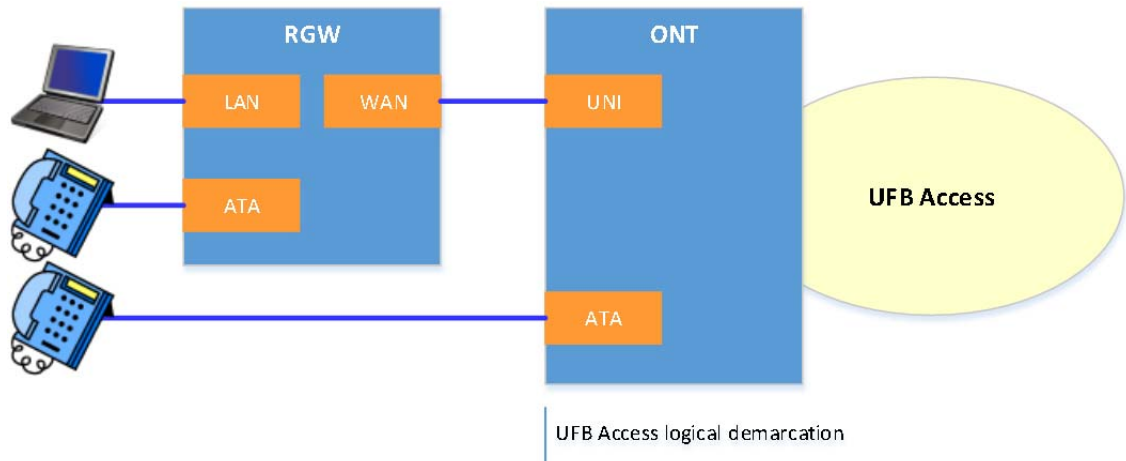 RGW
ONT
LAN
WAN
UNI
ATA
UFB Access
ATA
UFB Access logical demarcation